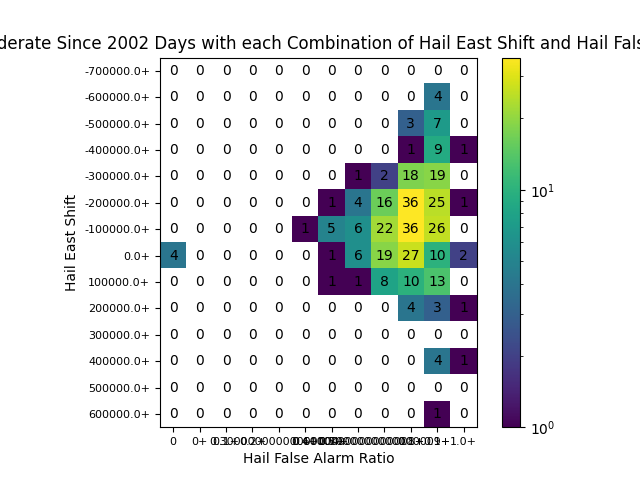 derate Since 2002 Days with each Combination of Hail East Shift and Hail Fals
-700000.0+ 0 0 0 0 0 0 0 0 0 0 0 0
-600000.0+ 0 0 0 0 0 0 0 0 0 0 4 0
-500000.0+ 0 0 0 0 0 0 0 0 0 3 7 0
-400000.0+ 0 0 0 0 0 0 0 0 0 1 9 1
-300000.0+ 0 0 0 0 0 0 0 1 2 18 19 0
-200000.0+ 0 0 0 0 0 0 1 4 16 36 25 1
-100000.0+ 0 0 0 0 0 1 5 6 22 36 26 0
0.0+ 4 0 0 0 0 0 1 6 19 27 10 2
100000.0+ 0 0 0 0 0 0 1 1 8 10 13 0
200000.0+ 0 0 0 0 0 0 0 0 0 4 3 1
300000.0+ 0 0 0 0 0 0 0 0 0 0 0 0
400000.0+ 0 0 0 0 0 0 0 0 0 0 4 1
500000.0+ 0 0 0 0 0 0 0 0 0 0 0 0
600000.0+ 0 0 0 0 0 0 0 0 0 0 1 0
Hail East Shift
0 0+ 1.0+
Hail False Alarm Ratio
10¹
10⁰